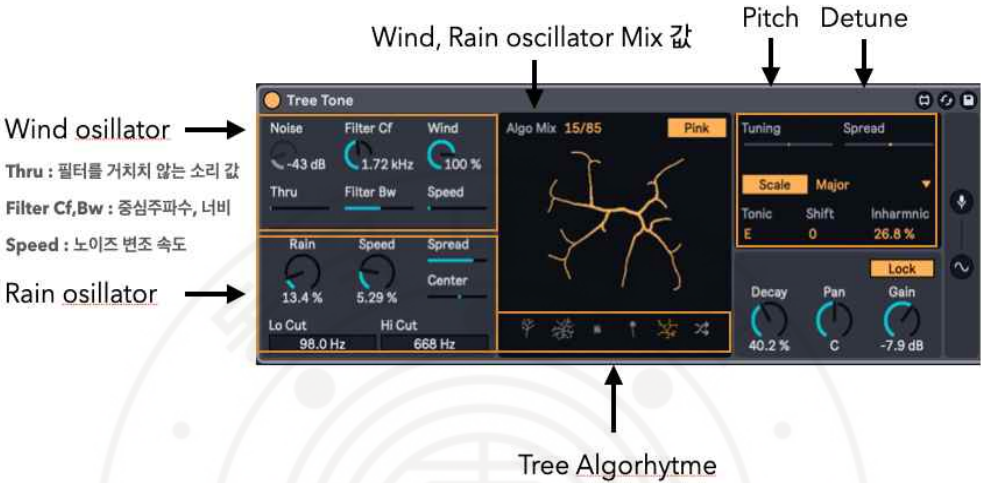 Pitch Detune
Wind, Rain oscillator Mix 값
Tree Tone
Wind osillator
Thru : 필터를 거치치 않는 소리 값
Filter Cf,Bw : 중심주파수, 너비
Speed : 노이즈 변조 속도
Rain osillator
Noise Filter Cf Wind
-43 dB 1.72 kHz 100 %
Thru Filter Bw Speed
Rain Speed Spread
Center
13.4 % 5.29 %
Lo Cut Hi Cut
98.0 Hz 668 Hz
Algo Mix 15/85 Pink
Tuning Spread
Scale Major
Tonic Shift Inharmnic
E 0 26.8 %
Lock
Decay Pan Gain
40.2 % C -7.9 dB
Tree Algorhytme